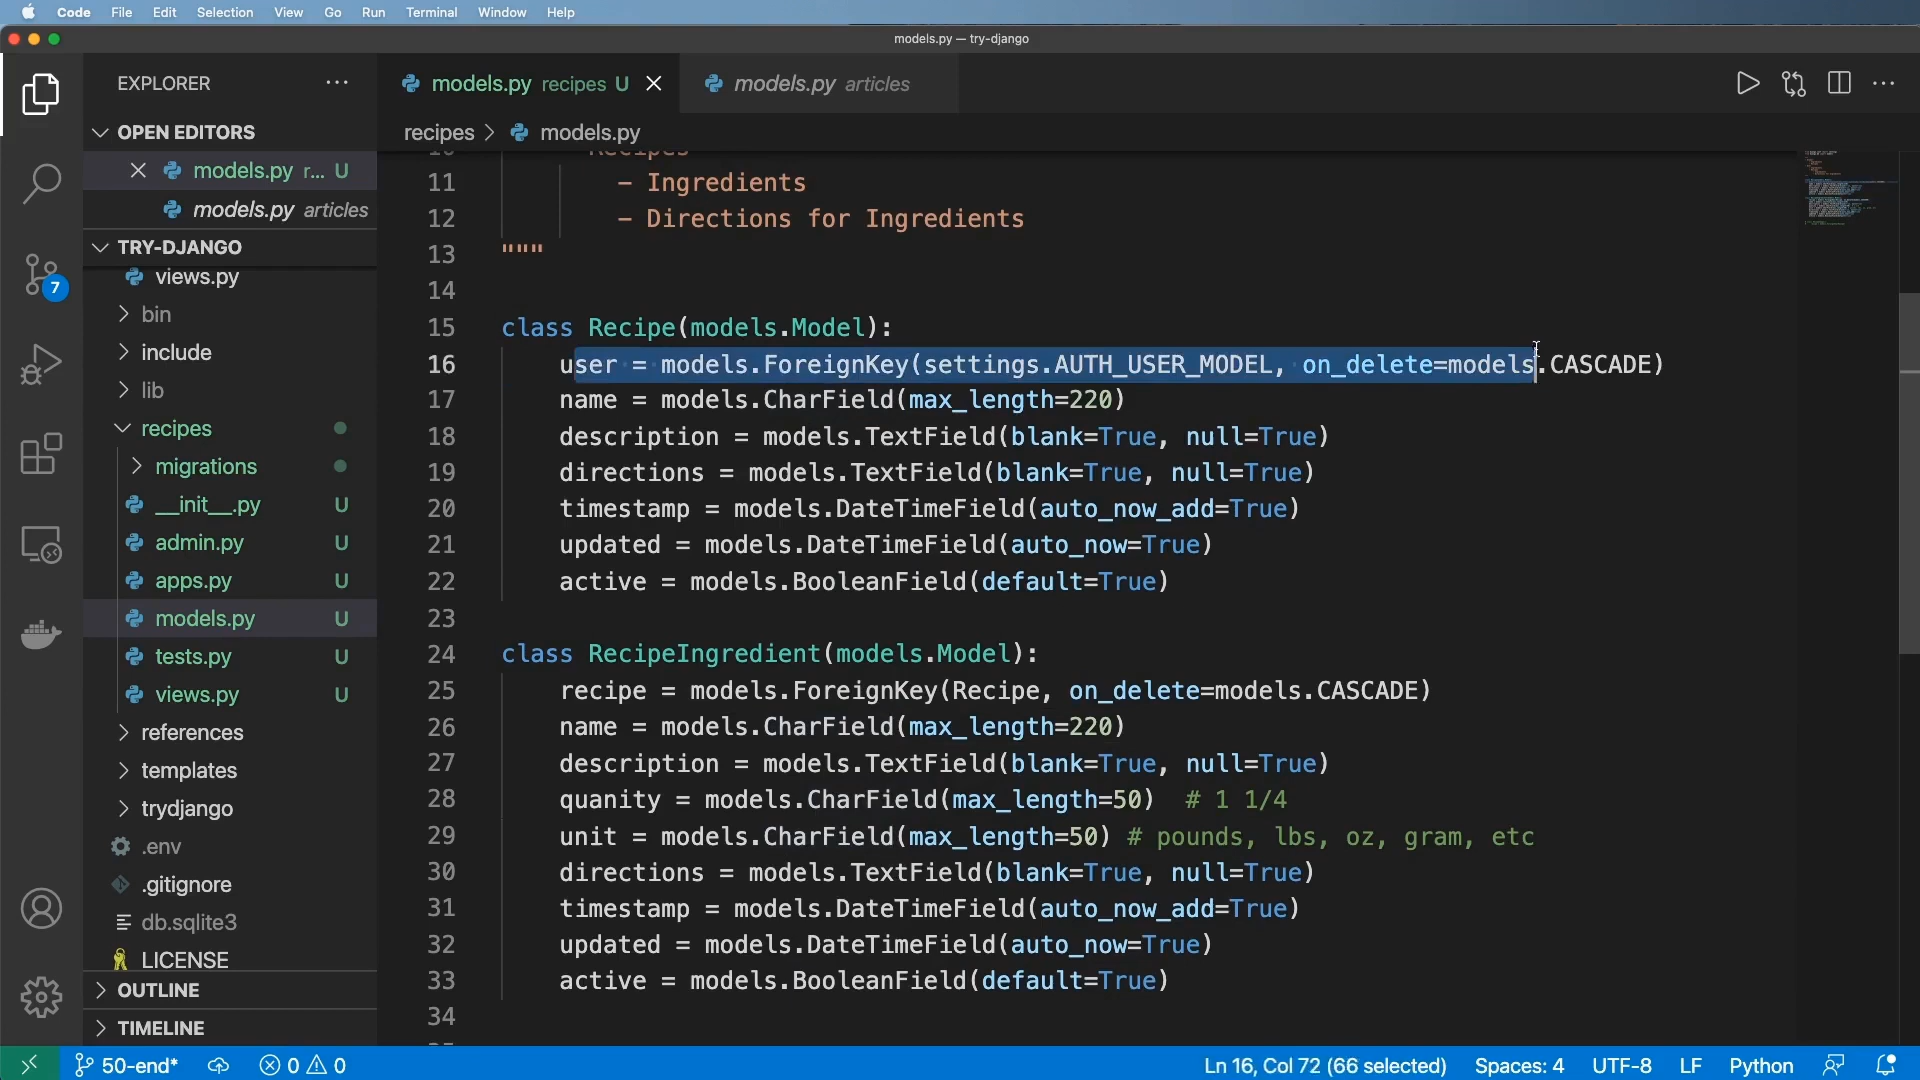 Code File Edit Selection View Go Run Terminal Window Help
models.py — try-django
EXPLORER
OPEN EDITORS
models.py r... U
models.py articles
TRY-DJANGO
views.py
bin
include
lib
recipes
migrations
__init__.py U
admin.py U
apps.py U
models.py U
tests.py U
views.py U
references
templates
trydjango
.env
.gitignore
db.sqlite3
LICENSE
OUTLINE
TIMELINE
7
models.py recipes U
models.py articles
recipes > models.py
10 Recipes
11 - Ingredients
12 - Directions for Ingredients
13 """
14
15 class Recipe(models.Model):
16 user = models.ForeignKey(settings.AUTH_USER_MODEL, on_delete=models.CASCADE)
17 name = models.CharField(max_length=220)
18 description = models.TextField(blank=True, null=True)
19 directions = models.TextField(blank=True, null=True)
20 timestamp = models.DateTimeField(auto_now_add=True)
21 updated = models.DateTimeField(auto_now=True)
22 active = models.BooleanField(default=True)
23
24 class RecipeIngredient(models.Model):
25 recipe = models.ForeignKey(Recipe, on_delete=models.CASCADE)
26 name = models.CharField(max_length=220)
27 description = models.TextField(blank=True, null=True)
28 quanity = models.CharField(max_length=50) # 1 1/4
29 unit = models.CharField(max_length=50) # pounds, lbs, oz, gram, etc
30 directions = models.TextField(blank=True, null=True)
31 timestamp = models.DateTimeField(auto_now_add=True)
32 updated = models.DateTimeField(auto_now=True)
33 active = models.BooleanField(default=True)
34
50-end* 0 0 Ln 16, Col 72 (66 selected) Spaces: 4 UTF-8 LF Python